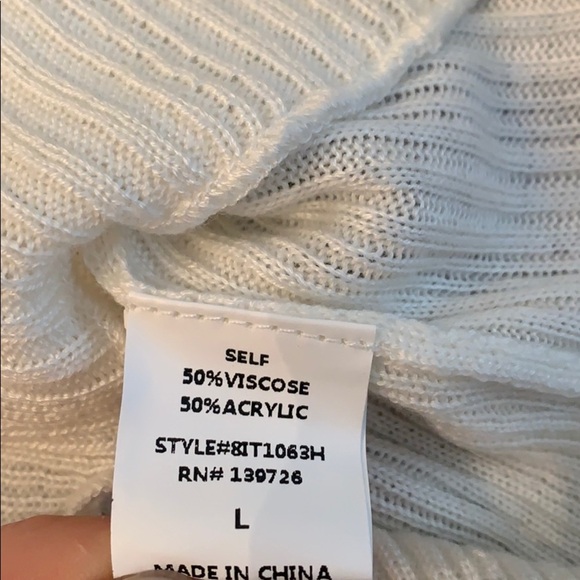 SELF
50%VISCOSE
50%ACRYLIC
STYLE#8IT1063H
RN# 139726
L
MADE IN CHINA